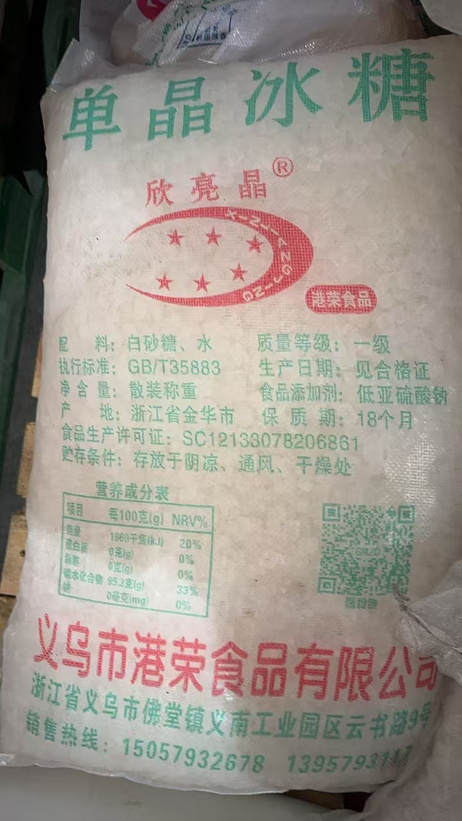 单晶冰糖
欣亮晶®
XINLIANGJING
港荣食品
配 料：白砂糖、水 质量等级：一级
执行标准：GB/T35883 生产日期：见合格证
净 含 量：散装称重 食品添加剂：低亚硫酸钠
产 地：浙江省金华市 保 质 期：18个月
食品生产许可证：SC12133078206861
贮存条件：存放于阴凉、通风、干燥处
营养成分表
项目 每100克(g) NRV%
能量 1669千焦(kJ) 20%
蛋白质 0克(g) 0%
脂肪 0克(g) 0%
碳水化合物 99.3克(g) 33%
钠 0毫克(mg) 0%
义乌市港荣食品有限公司
浙江省义乌市佛堂镇义南工业园区云书路9号
销售热线：15057932678 139579311